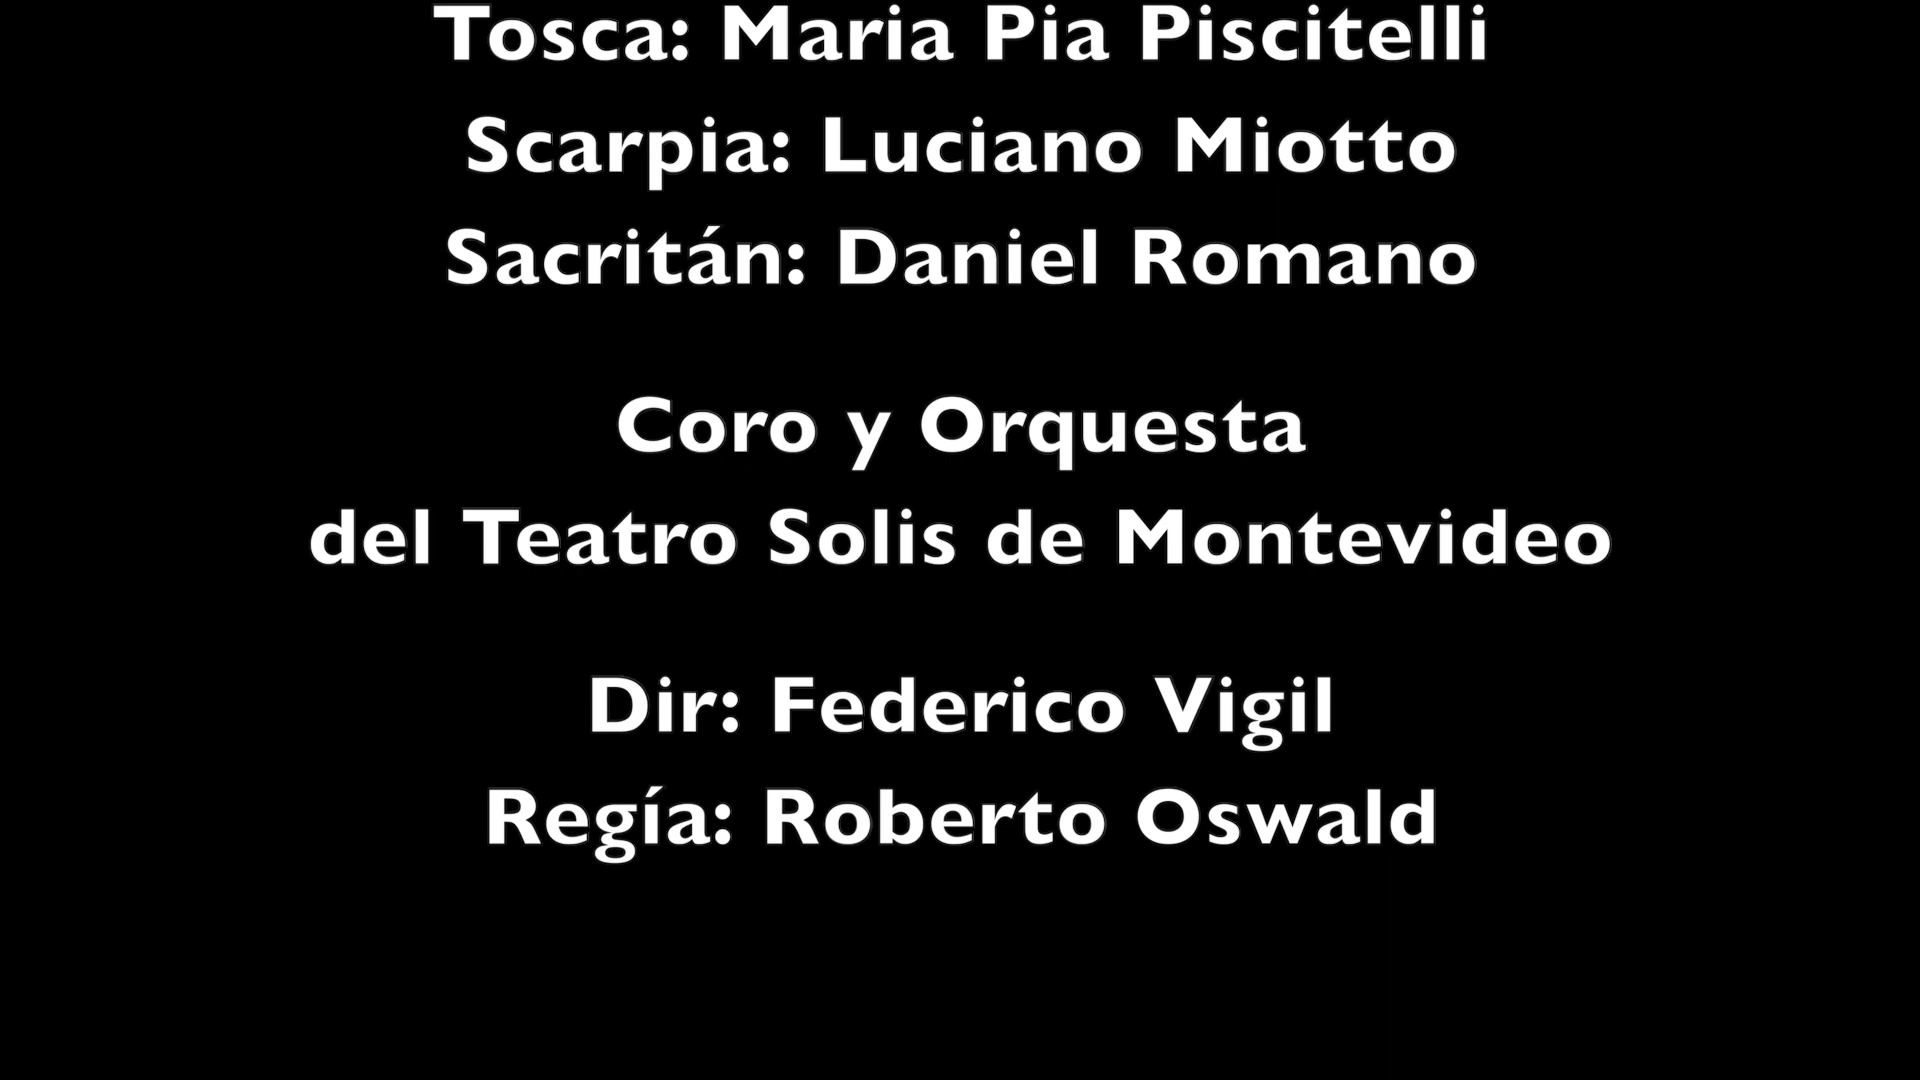 Tosca: Maria Pia Piscitelli
Scarpia: Luciano Miotto
Sacritán: Daniel Romano
Coro y Orquesta
del Teatro Solis de Montevideo
Dir: Federico Vigil
Regía: Roberto Oswald